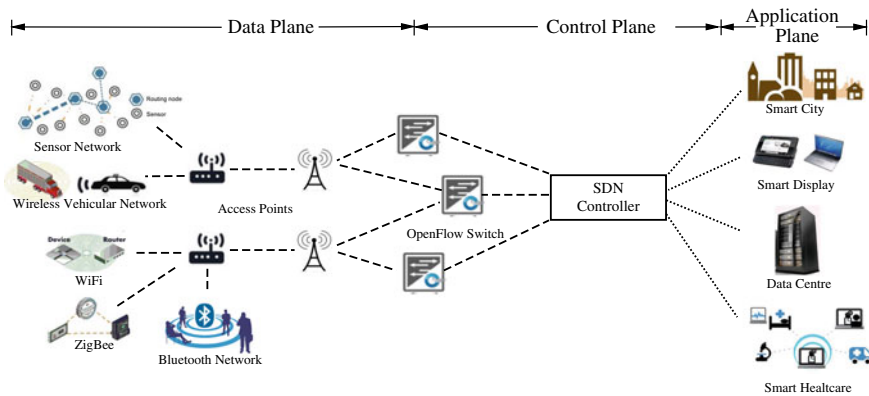 Data Plane
Control Plane
Application
Plane
Routing node
Sensor
Sensor Network
Wireless Vehicular Network
Access Points
Device
Router
WiFi
ZigBee
Bluetooth Network
OpenFlow Switch
SDN
Controller
Smart City
Smart Display
Data Centre
Smart Healtcare